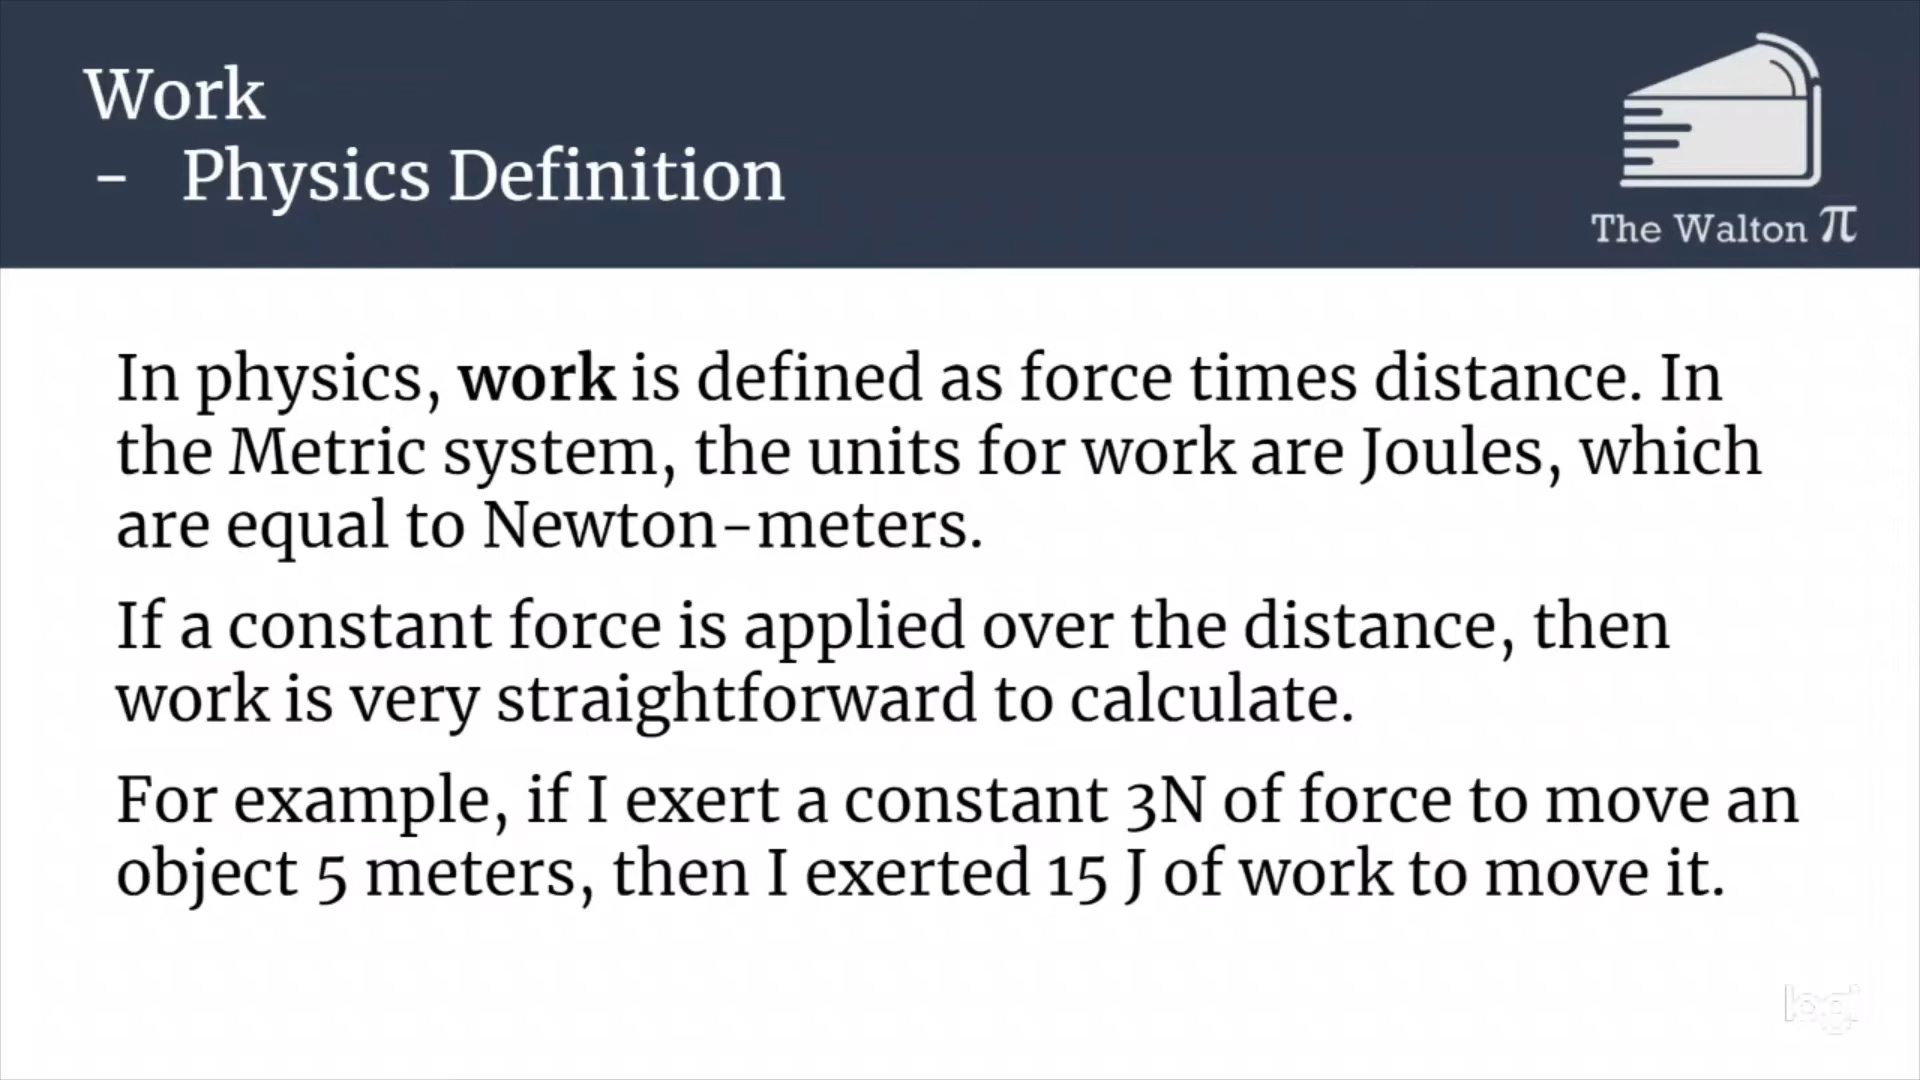 Work
- Physics Definition
The Walton π
In physics, work is defined as force times distance. In
the Metric system, the units for work are Joules, which
are equal to Newton-meters.
If a constant force is applied over the distance, then
work is very straightforward to calculate.
For example, if I exert a constant 3N of force to move an
object 5 meters, then I exerted 15 J of work to move it.
logi